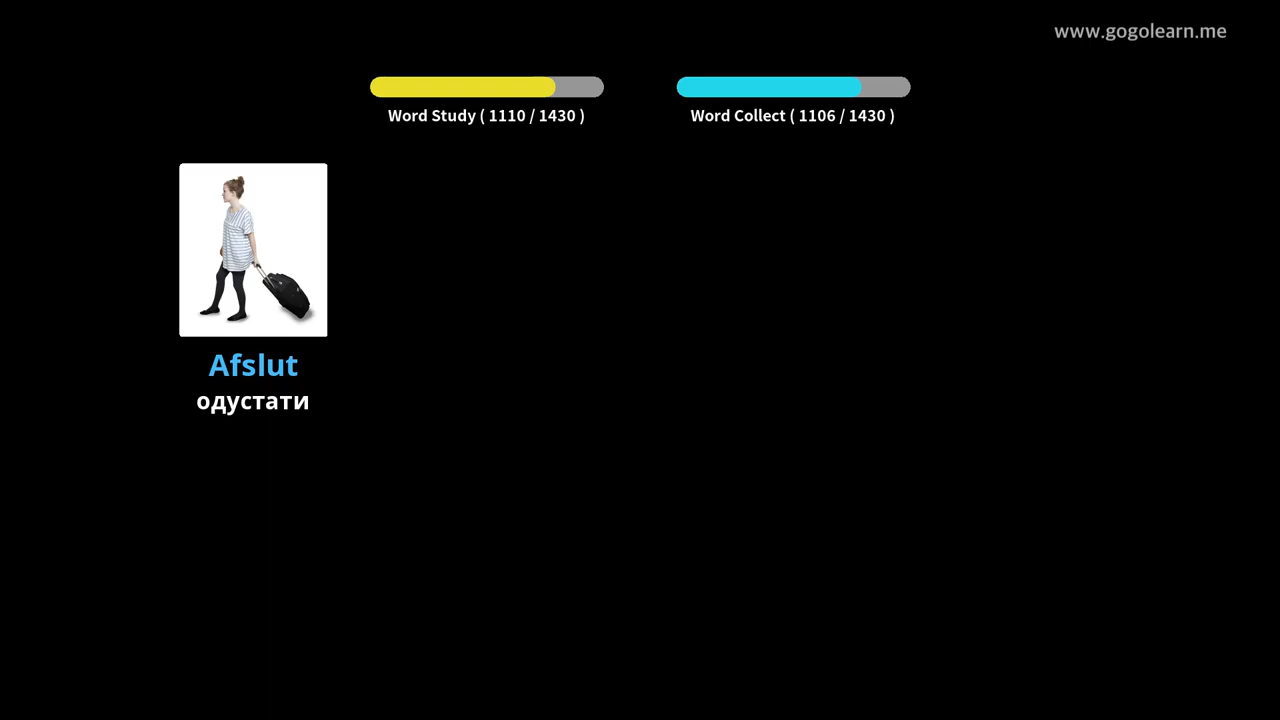 www.gogolearn.me
Word Study ( 1110 / 1430 )
Word Collect ( 1106 / 1430 )
Afslut
одустати